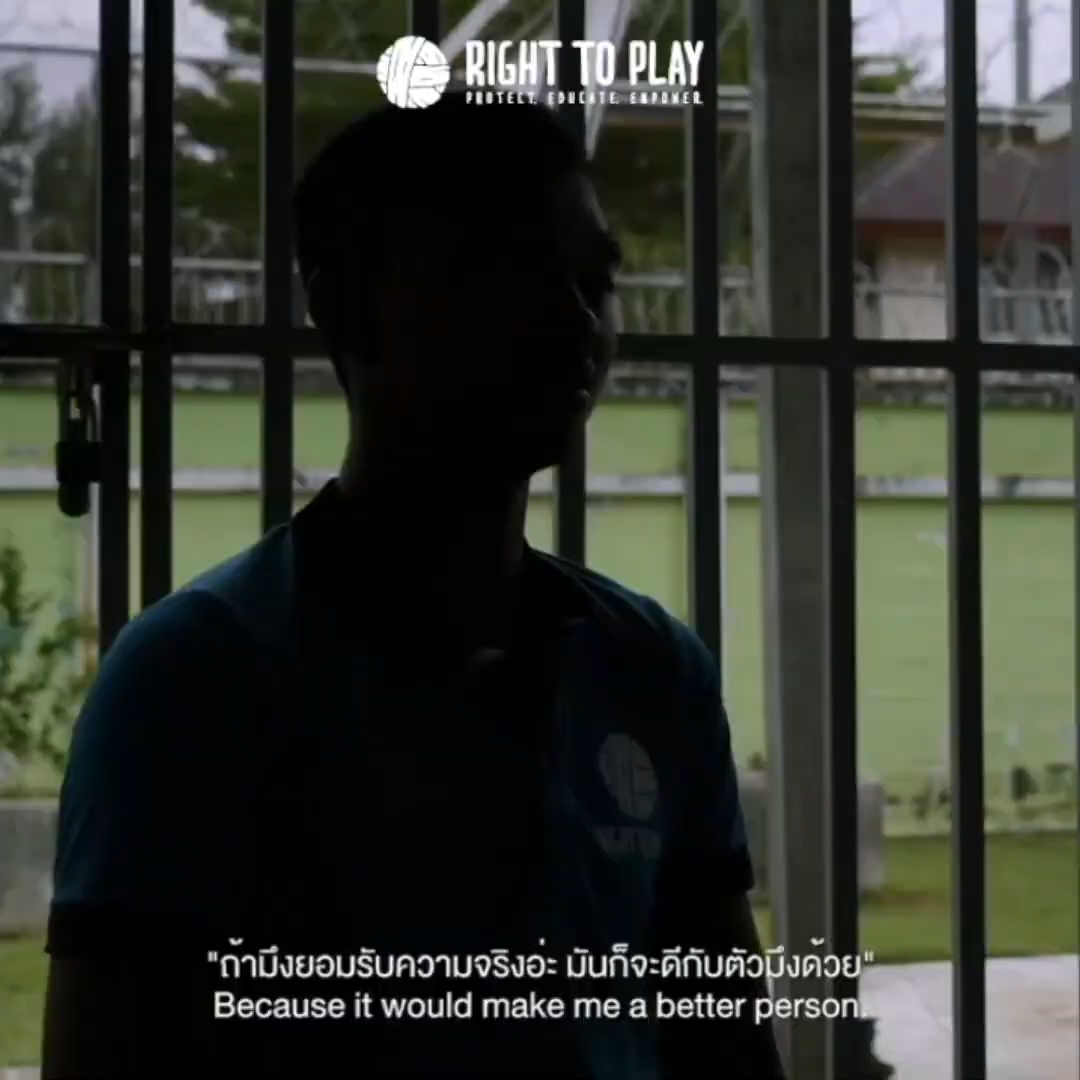 RIGHT TO PLAY
PROTECT. EDUCATE. EMPOWER.
"ถ้ามึงยอมรับความจริงอ่ะ มันก็จะดีกับตัวมึงด้วย"
Because it would make me a better person.